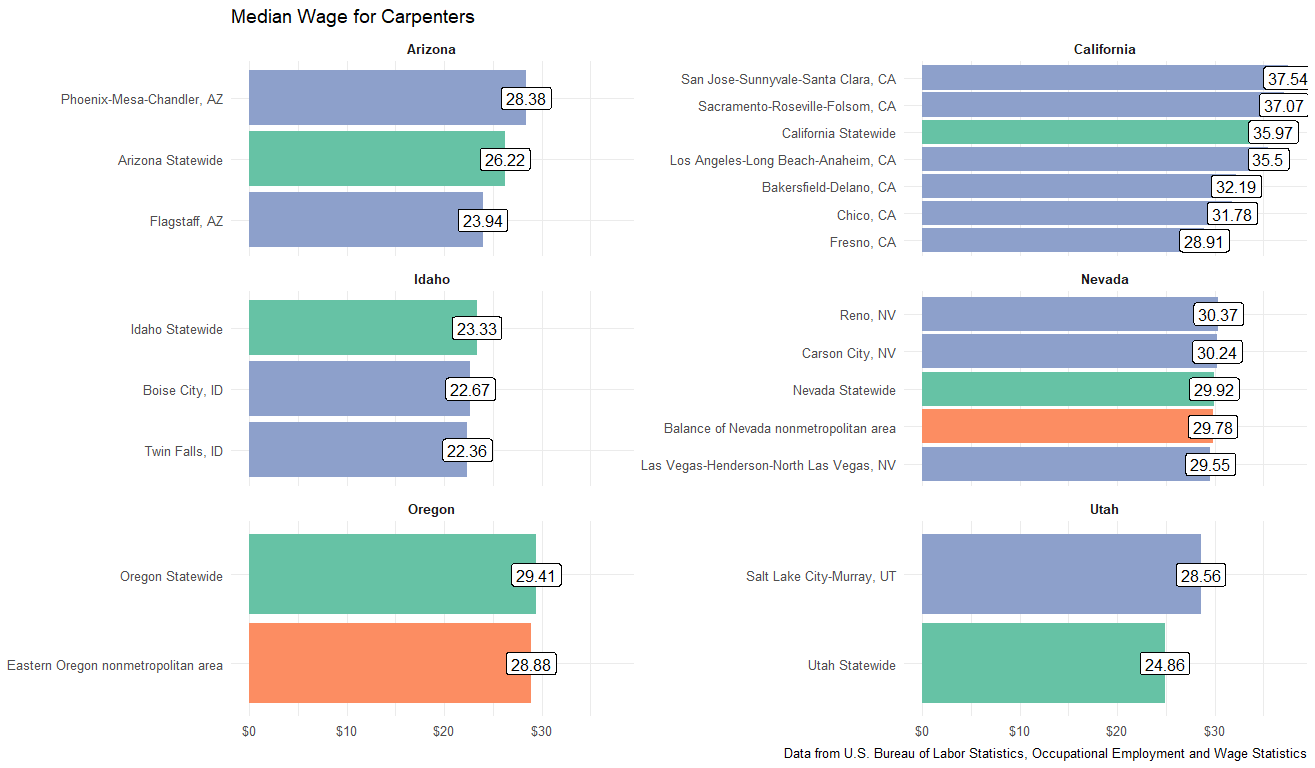 Median Wage for Carpenters
Arizona
Phoenix-Mesa-Chandler, AZ 28.38
Arizona Statewide 26.22
Flagstaff, AZ 23.94
California
San Jose-Sunnyvale-Santa Clara, CA 37.54
Sacramento-Roseville-Folsom, CA 37.07
California Statewide 35.97
Los Angeles-Long Beach-Anaheim, CA 35.5
Bakersfield-Delano, CA 32.19
Chico, CA 31.78
Fresno, CA 28.91
Idaho
Idaho Statewide 23.33
Boise City, ID 22.67
Twin Falls, ID 22.36
Nevada
Reno, NV 30.37
Carson City, NV 30.24
Nevada Statewide 29.92
Balance of Nevada nonmetropolitan area 29.78
Las Vegas-Henderson-North Las Vegas, NV 29.55
Oregon
Oregon Statewide 29.41
Eastern Oregon nonmetropolitan area 28.88
$0 $10 $20 $30
Utah
Salt Lake City-Murray, UT 28.56
Utah Statewide 24.86
$0 $10 $20 $30
Data from U.S. Bureau of Labor Statistics, Occupational Employment and Wage Statistics